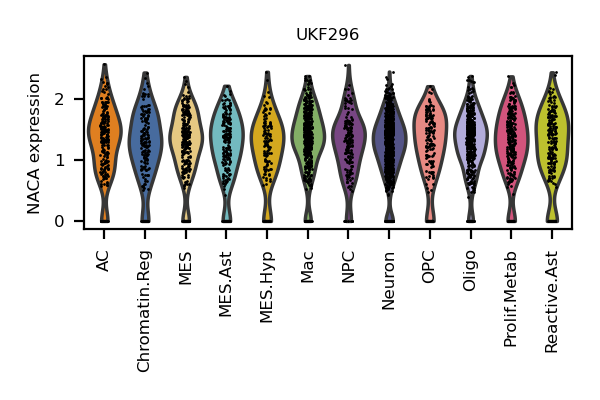 UKF296
NACA expression
2
1
0
AC
Chromatin.Reg
MES
MES.Ast
MES.Hyp
Mac
NPC
Neuron
OPC
Oligo
Prolif.Metab
Reactive.Ast